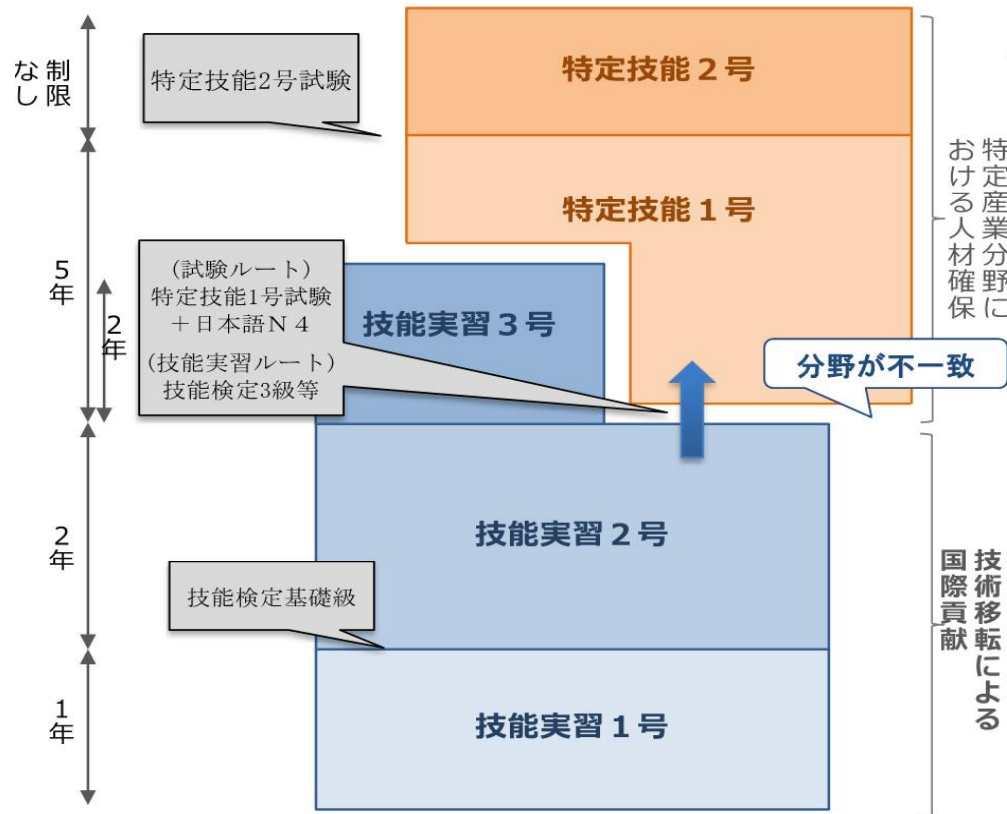 制限
なし
特定技能2号試験
特定技能２号
特定産業分野に
おける人材確保
特定技能１号
5年
2年
(試験ルート)
特定技能1号試験
＋日本語Ｎ４
(技能実習ルート)
技能検定3級等
技能実習３号
分野が不一致
2年
技能実習２号
技能検定基礎級
技術移転による
国際貢献
1年
技能実習１号